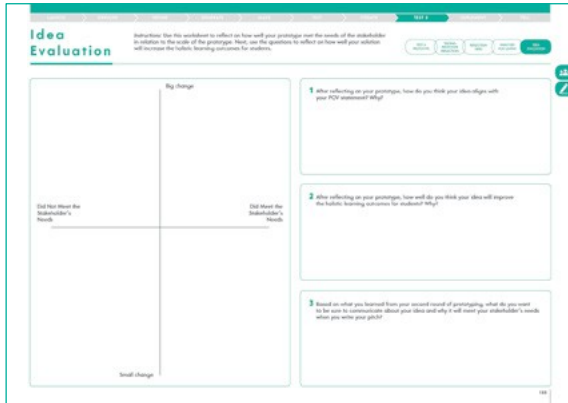 TEST II
Idea
Evaluation
Instructions: Use this worksheet to reflect on how well your prototype met the needs of the stakeholder
in relation to the scale of the prototype. Next, use the questions to reflect on how well your solution
will increase the holistic learning outcomes for students.
IDEA
EVALUATION
Big change
Did Not Meet the
Stakeholder's
Needs
Did Meet the
Stakeholder's
Needs
Small change
1 After reflecting on your prototype, how do you think your idea aligns with
your POV statement? Why?
2 After reflecting on your prototype, how well do you think your idea will improve
the holistic learning outcomes for students? Why?
3 Based on what you learned from your second round of prototyping, what do you want
to be sure to communicate about your idea and why it will meet your stakeholder's needs
when you write your pitch?